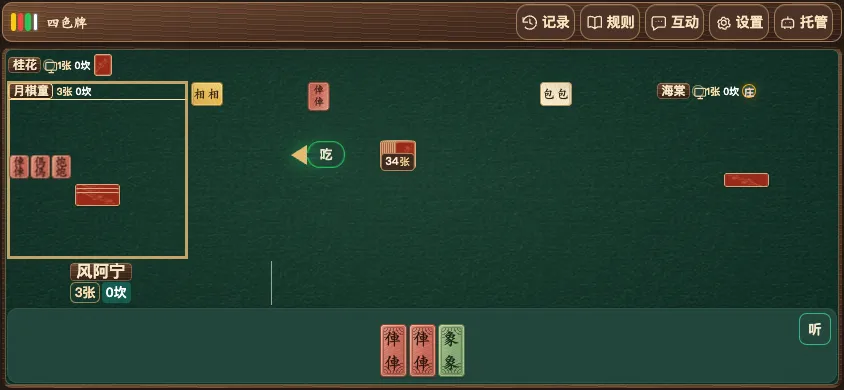 四色牌
记录
规则
互动
设置
托管
桂花 1张 0坎
月棋童 3张 0坎
相 相
俥 俥
包 包
海棠 1张 0坎 庄
俥 俥
傌 傌
炮 炮
吃
34张
风阿宁
3张 0坎
俥 俥 象
俥 俥 象
听